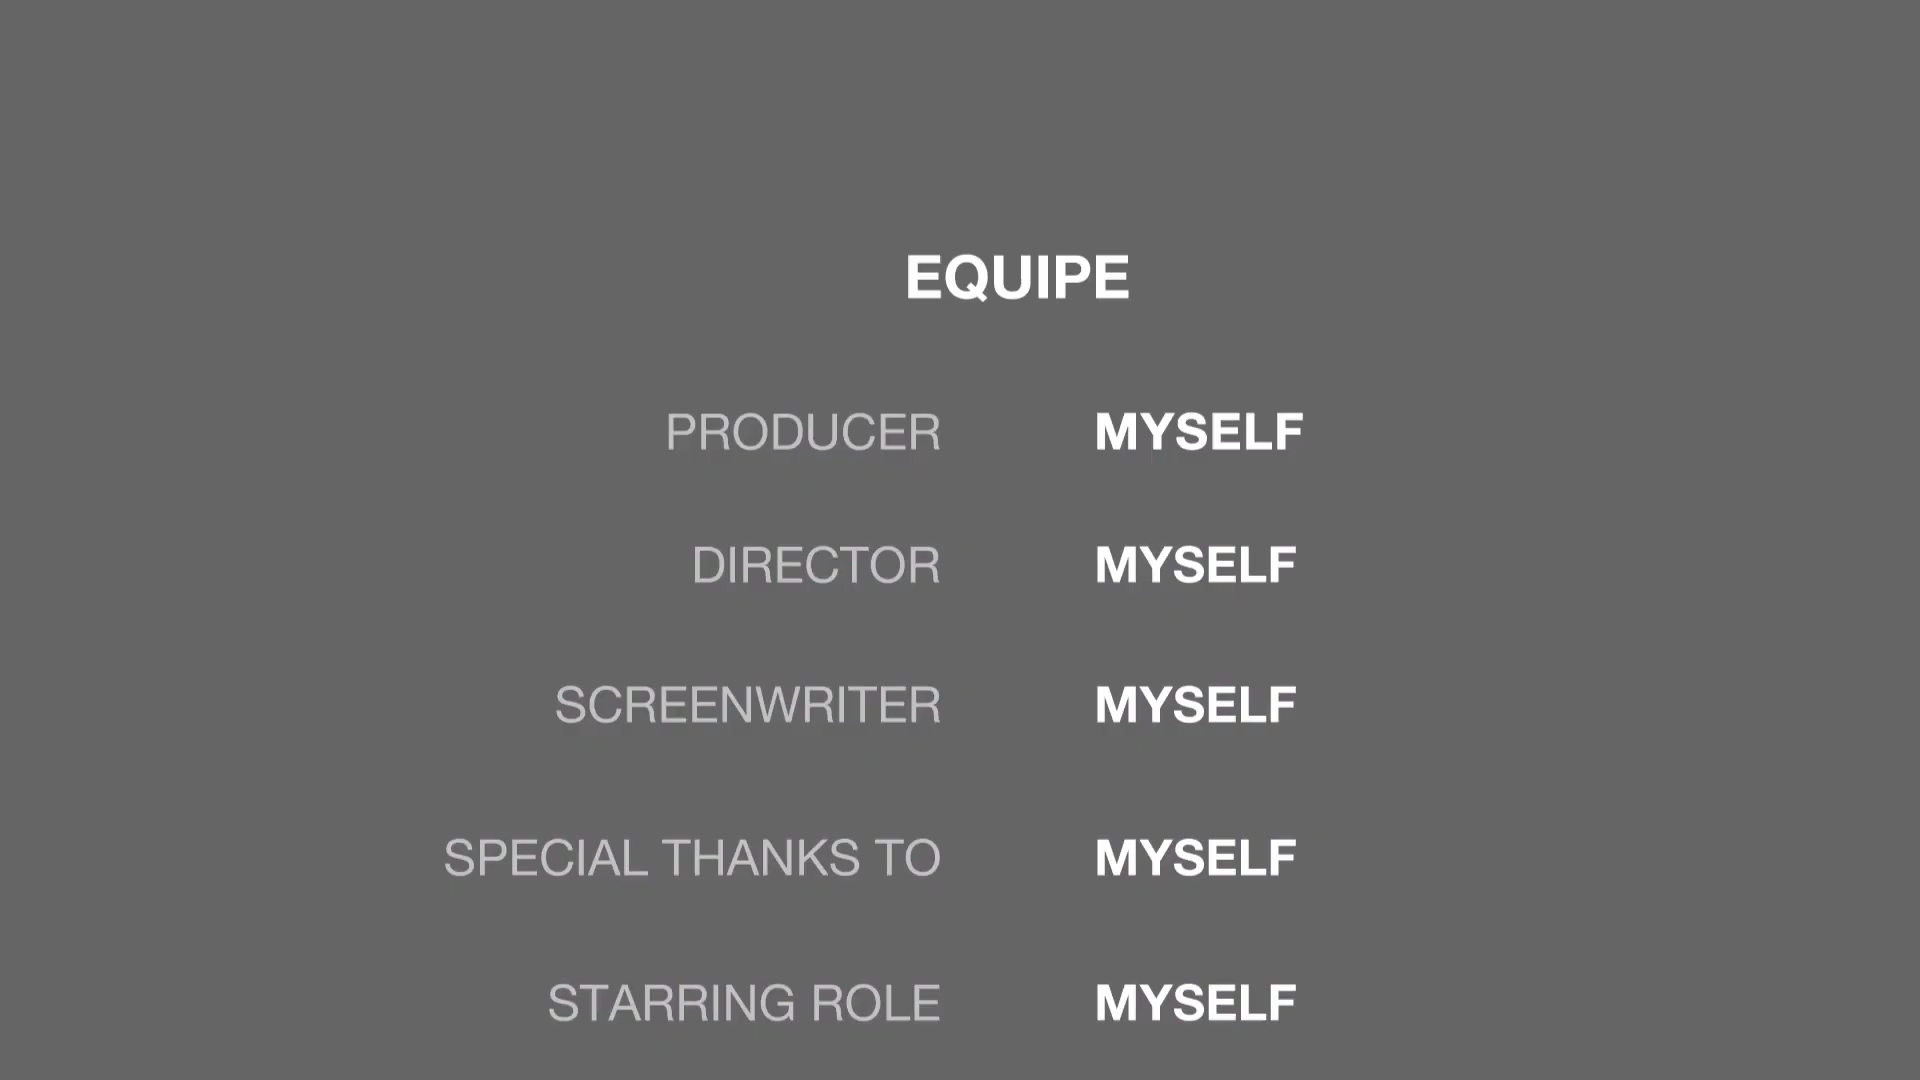 EQUIPE
PRODUCER MYSELF
DIRECTOR MYSELF
SCREENWRITER MYSELF
SPECIAL THANKS TO MYSELF
STARRING ROLE MYSELF